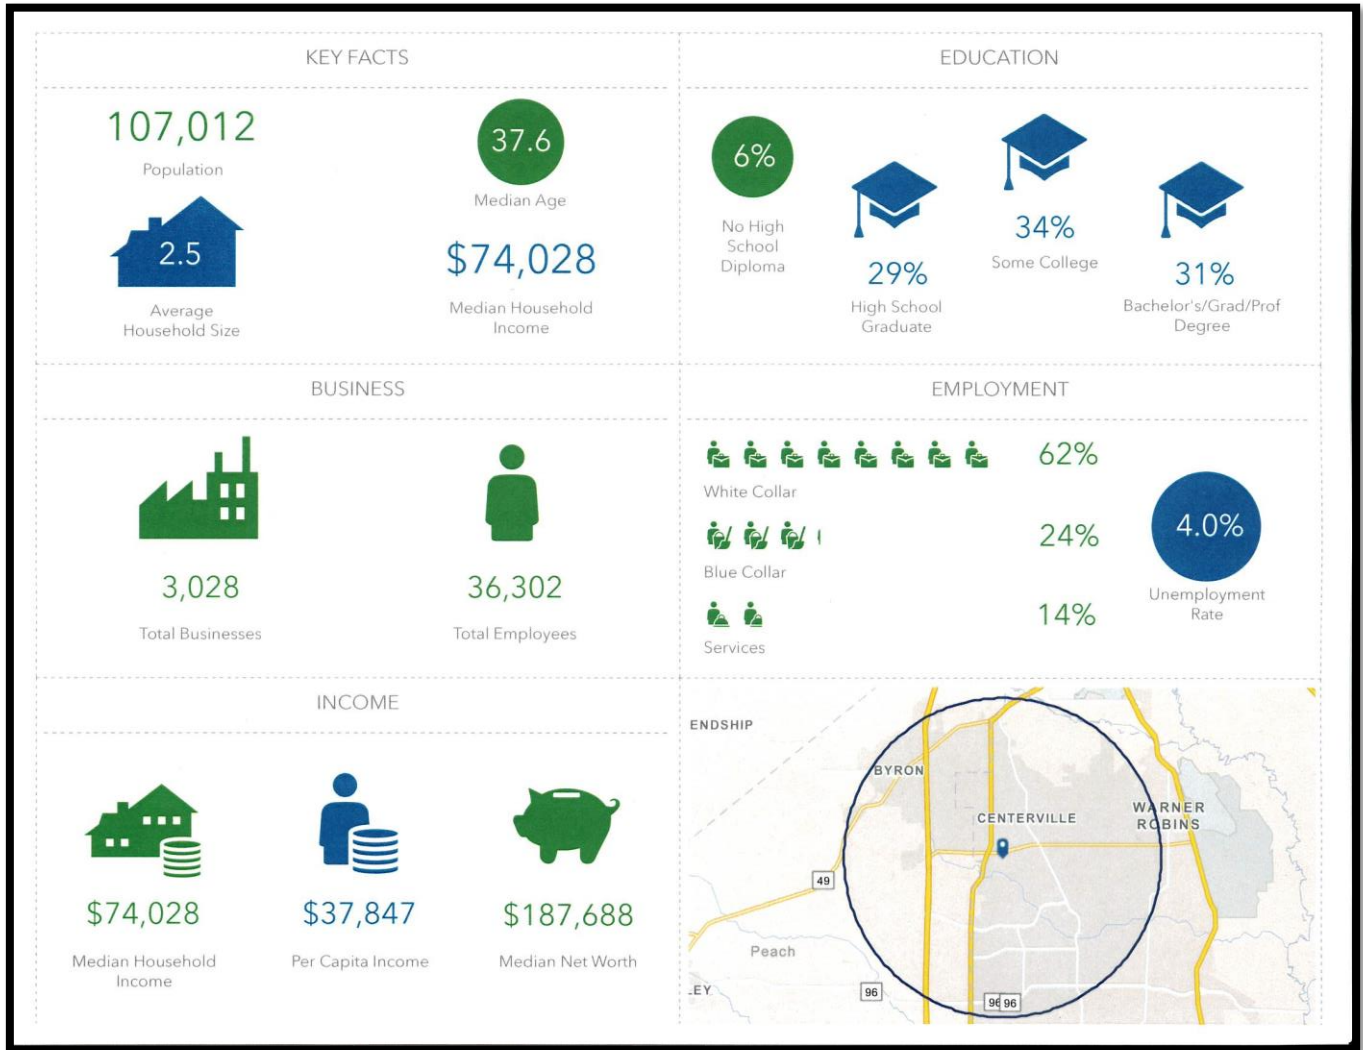 KEY FACTS
107,012
Population
37.6
Median Age
2.5
Average
Household Size
$74,028
Median Household
Income
EDUCATION
6%
No High
School
Diploma
29%
High School
Graduate
34%
Some College
31%
Bachelor's/Grad/Prof
Degree
BUSINESS
3,028
Total Businesses
36,302
Total Employees
EMPLOYMENT
62%
White Collar
24%
Blue Collar
14%
Services
4.0%
Unemployment
Rate
INCOME
$74,028
Median Household
Income
$37,847
Per Capita Income
$187,688
Median Net Worth
ENDSHIP
BYRON
CENTERVILLE
WARNER
ROBINS
49
Peach
LEY
96
96 96